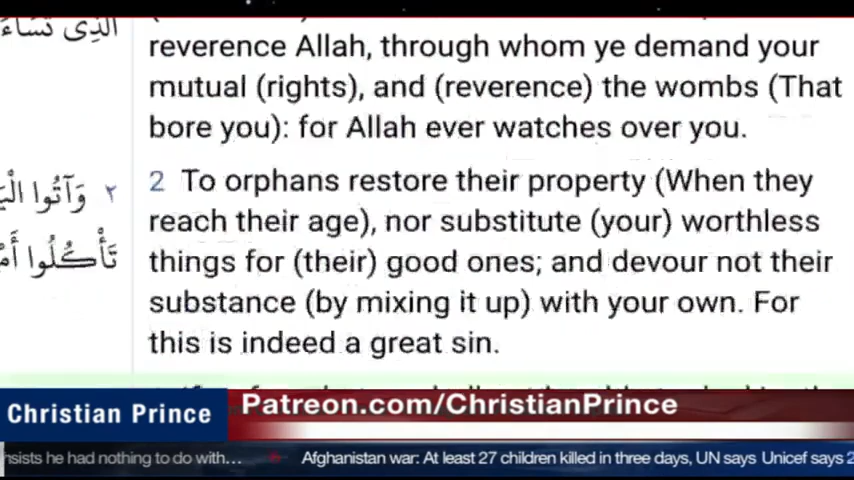 الَّذِي تَسَاءَ
reverence Allah, through whom ye demand your
mutual (rights), and (reverence) the wombs (That
bore you): for Allah ever watches over you.
٢ وَآتُوا
2 To orphans restore their property (When they
reach their age), nor substitute (your) worthless
تَأْكُلُوا
things for (their) good ones; and devour not their
substance (by mixing it up) with your own. For
this is indeed a great sin.
Christian Prince
Patreon.com/ChristianPrince
nsists he had nothing to do with…
Afghanistan war: At least 27 children killed in three days, UN says Unicef says 2